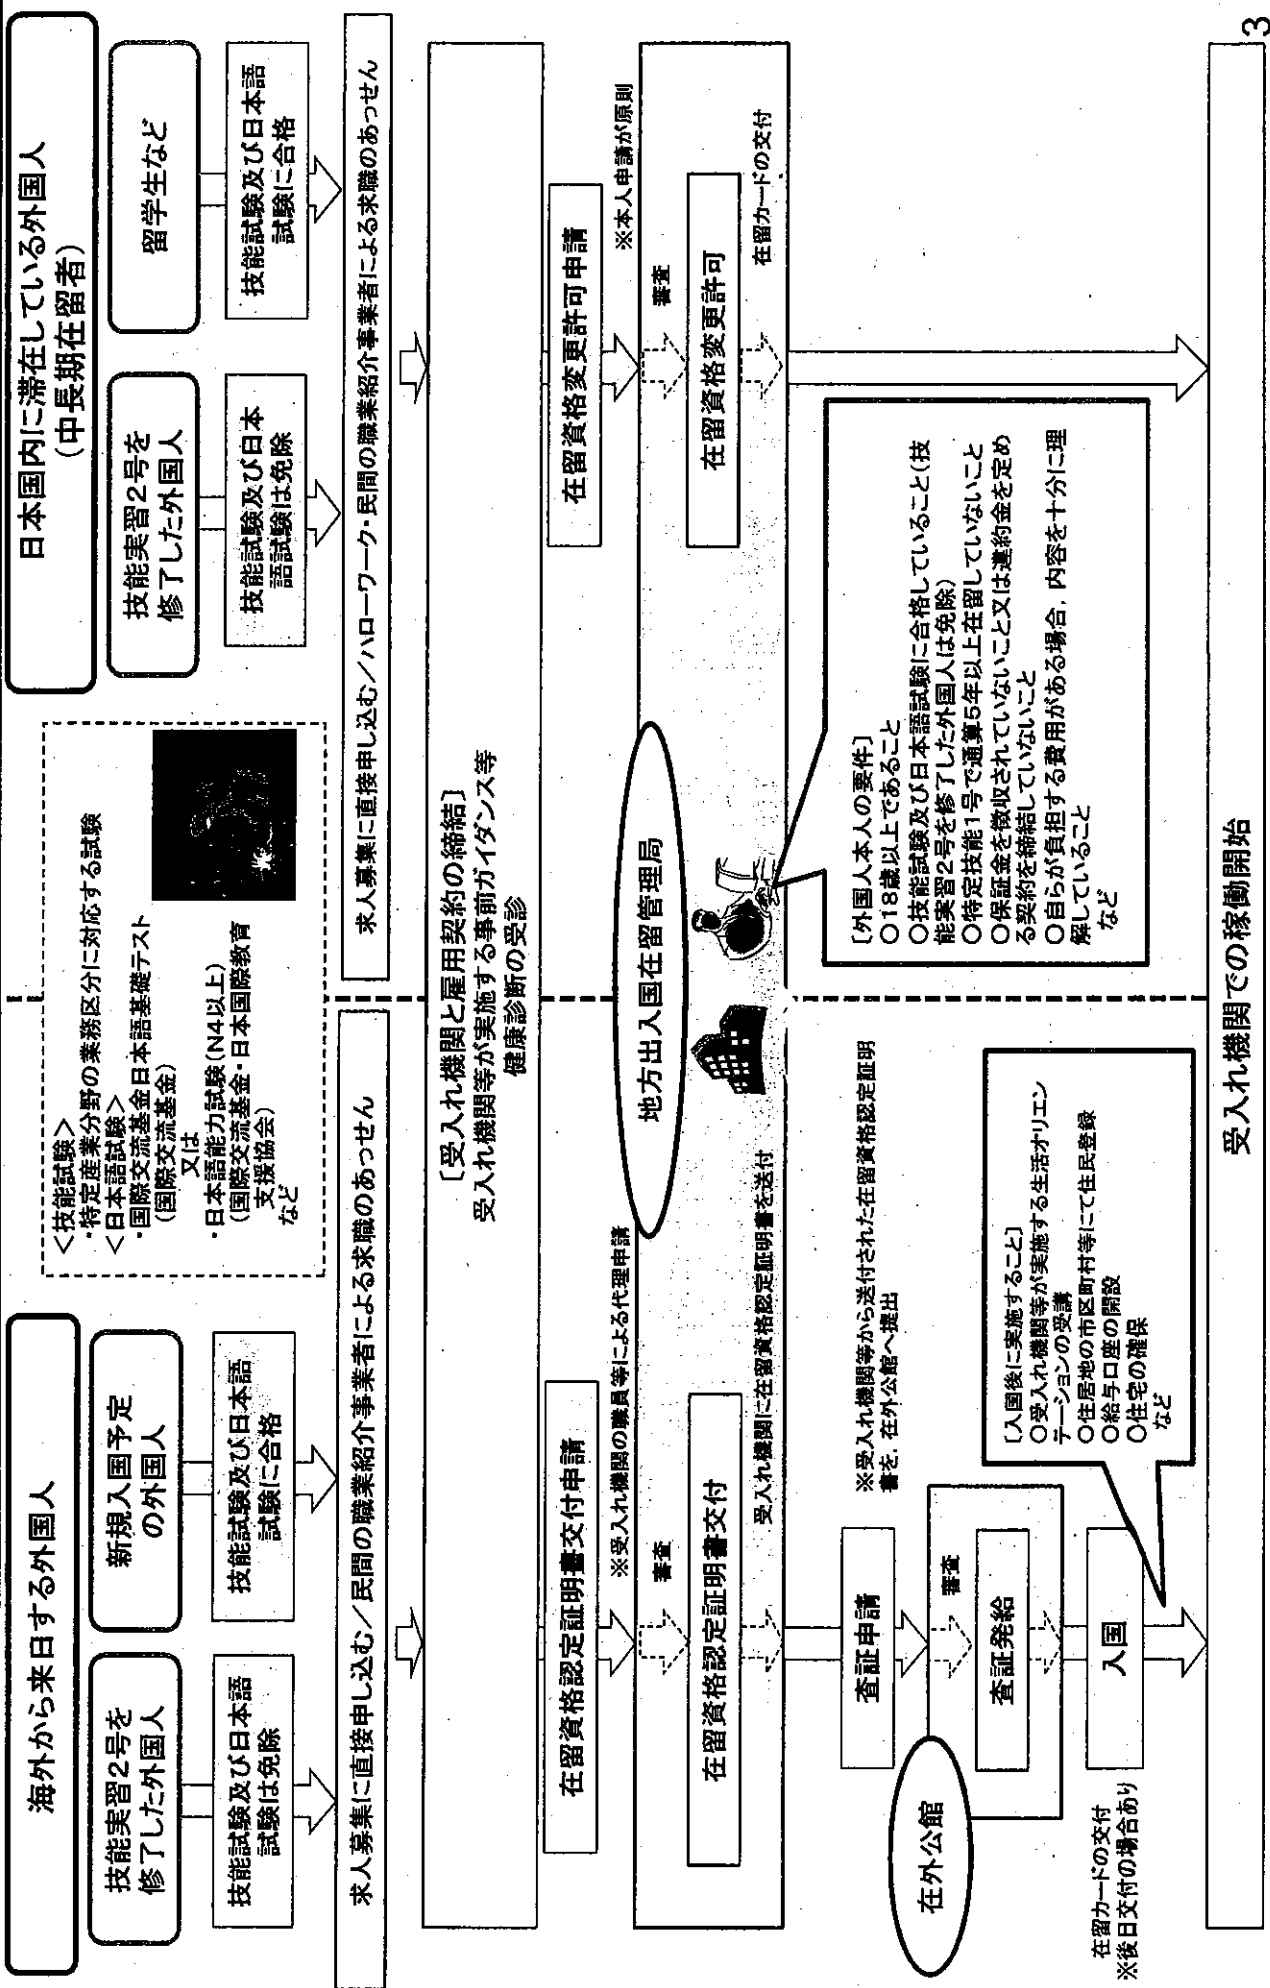 海外から来日する外国人
技能実習2号を
修了した外国人
新規入国予定
の外国人
技能試験及び日本語
試験は免除
技能試験及び日本語
試験に合格
求人募集に直接申し込む/民間の職業紹介事業者による求職のあっせん
<技能試験>
・特定産業分野の業務区分に対応する試験
<日本語試験>
・国際交流基金日本語基礎テスト
(国際交流基金)
又は
・日本語能力試験(N4以上)
(国際交流基金・日本国際教育
支援協会)
など
日本国内に滞在している外国人
(中長期在留者)
技能実習2号を
修了した外国人
留学生など
技能試験及び日本
語試験は免除
技能試験及び日本語
試験に合格
求人募集に直接申し込む/ハローワーク・民間の職業紹介事業者による求職のあっせん
[受入れ機関と雇用契約の締結]
受入れ機関等が実施する事前ガイダンス等
健康診断の受診
在留資格認定証明書交付申請
※受入れ機関の職員等による代理申請
在留資格変更許可申請
※本人申請が原則
地方出入国在留管理局
審査
在留資格認定証明書交付
受入れ機関に在留資格認定証明書を送付
審査
在留資格変更許可
在留カードの交付
査証申請
※受入れ機関等から送付された在留資格認定証明
書を,在外公館へ提出
在外公館
審査
査証発給
入国
在留カードの交付
※後日交付の場合あり
[入国後に実施すること]
○受入れ機関等が実施する生活オリエン
テーションの受講
○住居地の市区町村等にて住民登録
○給与口座の開設
○住宅の確保
など
[外国人本人の要件]
○18歳以上であること
○技能試験及び日本語試験に合格していること(技
能実習2号を修了した外国人は免除)
○特定技能1号で通算5年以上在留していないこと
○保証金を徴収されていないこと又は違約金を定め
る契約を締結していないこと
○自らが負担する費用がある場合,内容を十分に理
解していること
など
受入れ機関での稼働開始
3